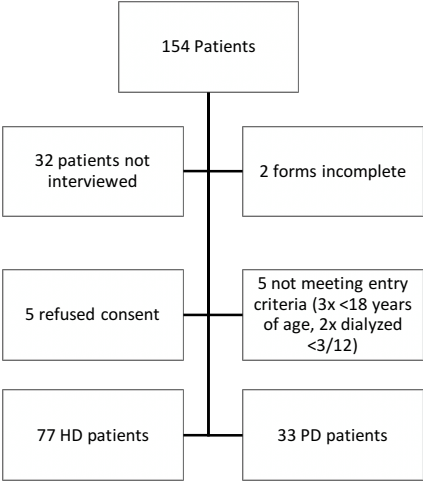 154 Patients
32 patients not
interviewed
2 forms incomplete
5 refused consent
5 not meeting entry
criteria (3x <18 years
of age, 2x dialyzed
<3/12)
77 HD patients
33 PD patients